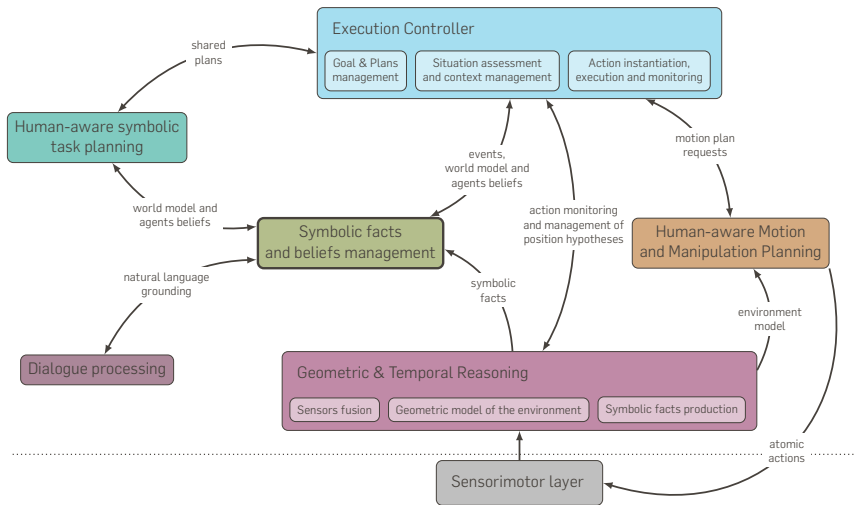 Execution Controller
Goal & Plans
management
Situation assessment
and context management
Action instantiation,
execution and monitoring
shared
plans
Human-aware symbolic
task planning
events,
world model and
agents beliefs
motion plan
requests
world model and
agents beliefs
action monitoring
and management of
position hypotheses
Symbolic facts
and beliefs management
Human-aware Motion
and Manipulation Planning
natural language
grounding
symbolic
facts
environment
model
Dialogue processing
Geometric & Temporal Reasoning
Sensors fusion
Geometric model of the environment
Symbolic facts production
atomic
actions
Sensorimotor layer